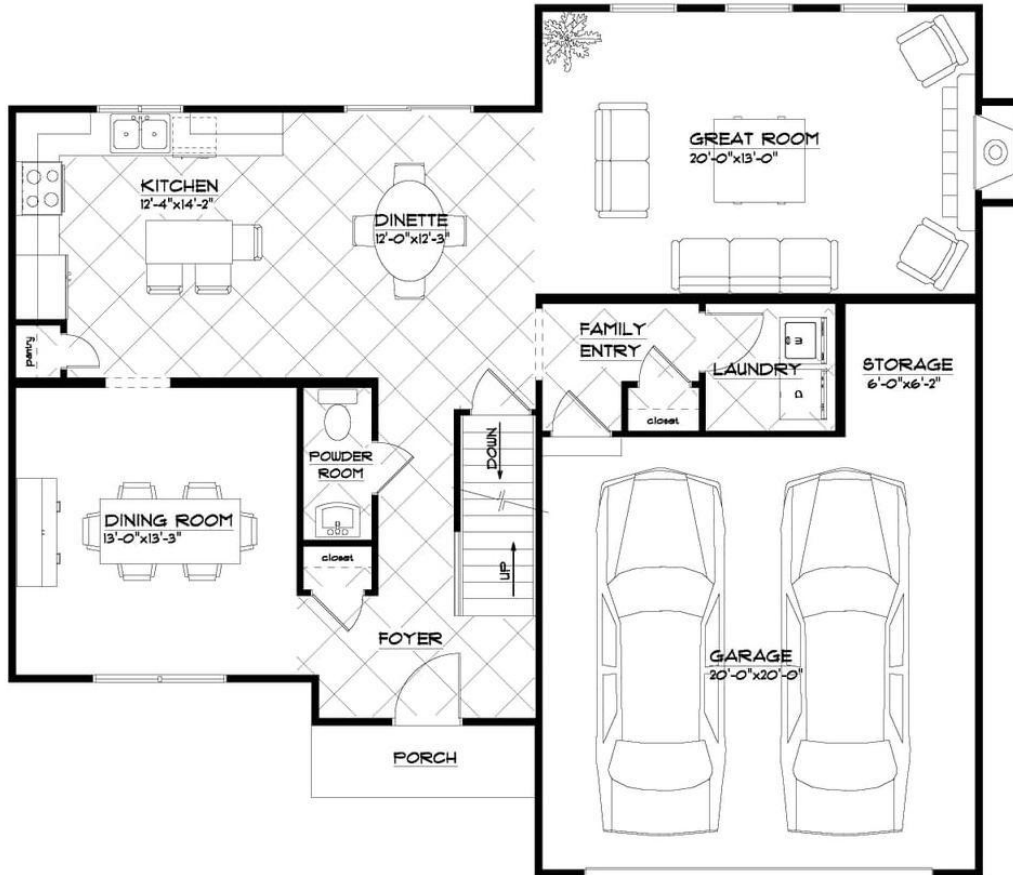 GREAT ROOM
20'-0"x13'-0"
KITCHEN
12'-4"x14'-2"
DINETTE
12'-0"x12'-3"
FAMILY
ENTRY
W
pantry
LAUNDRY
STORAGE
6'-0"x6'-2"
D
closet
DOWN
POWDER
ROOM
DINING ROOM
13'-0"x13'-3"
closet
UP
FOYER
GARAGE
20'-0"x20'-0"
PORCH